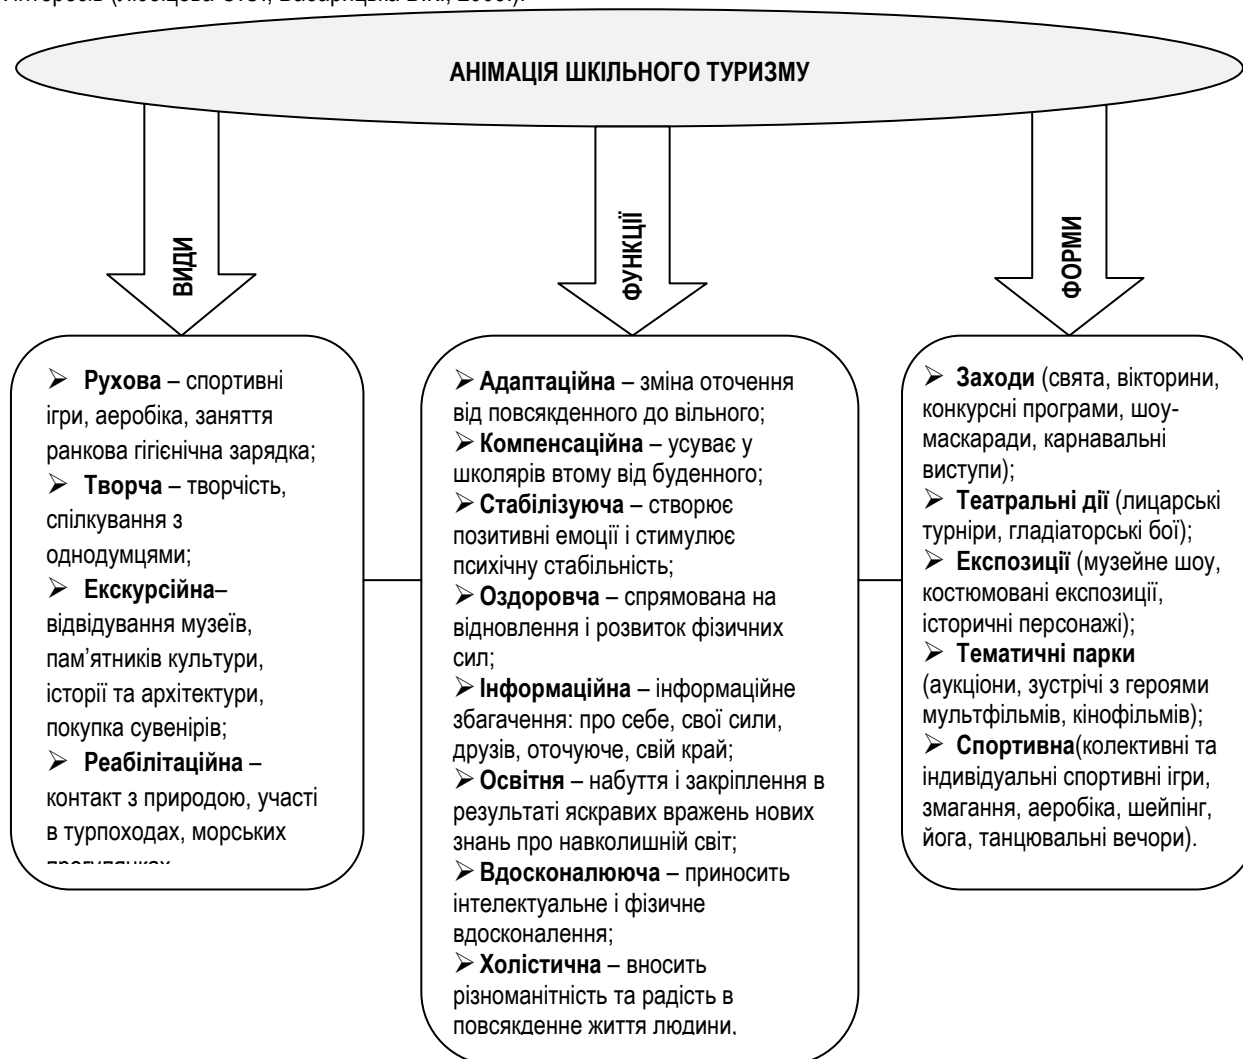 АНІМАЦІЯ ШКІЛЬНОГО ТУРИЗМУ
ВИДИ
➢ Рухова – спортивні
ігри, аеробіка, заняття
ранкова гігієнічна зарядка;
➢ Творча – творчість,
спілкування з
однодумцями;
➢ Екскурсійна–
відвідування музеїв,
пам’ятників культури,
історії та архітектури,
покупка сувенірів;
➢ Реабілітаційна –
контакт з природою, участі
в турпоходах, морських
ФУНКЦІЇ
➢ Адаптаційна – зміна оточення
від повсякденного до вільного;
➢ Компенсаційна – усуває у
школярів втому від буденного;
➢ Стабілізуюча – створює
позитивні емоції і стимулює
психічну стабільність;
➢ Оздоровча – спрямована на
відновлення і розвиток фізичних
сил;
➢ Інформаційна – інформаційне
збагачення: про себе, свої сили,
друзів, оточуюче, свій край;
➢ Освітня – набуття і закріплення в
результаті яскравих вражень нових
знань про навколишній світ;
➢ Вдосконалююча – приносить
інтелектуальне і фізичне
вдосконалення;
➢ Холістична – вносить
різноманітність та радість в
повсякденне життя людини,
ФОРМИ
➢ Заходи (свята, вікторини,
конкурсні програми, шоу-
маскаради, карнавальні
виступи);
➢ Театральні дії (лицарські
турніри, гладіаторські бої);
➢ Експозиції (музейне шоу,
костюмовані експозиції,
історичні персонажі);
➢ Тематичні парки
(аукціони, зустрічі з героями
мультфільмів, кінофільмів);
➢ Спортивна(колективні та
індивідуальні спортивні ігри,
змагання, аеробіка, шейпінг,
йога, танцювальні вечори).